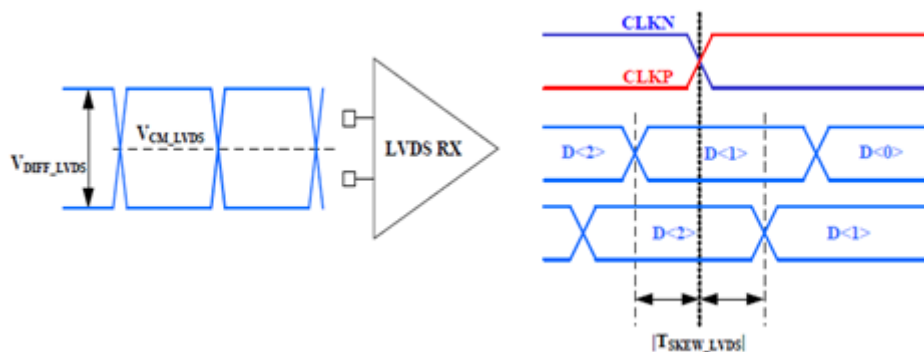 V_CM_LVDS
V_DIFF_LVDS
LVDS RX
CLKN
CLKP
D<2> D<1> D<0>
D<2> D<1>
|T_SKEW_LVDS|